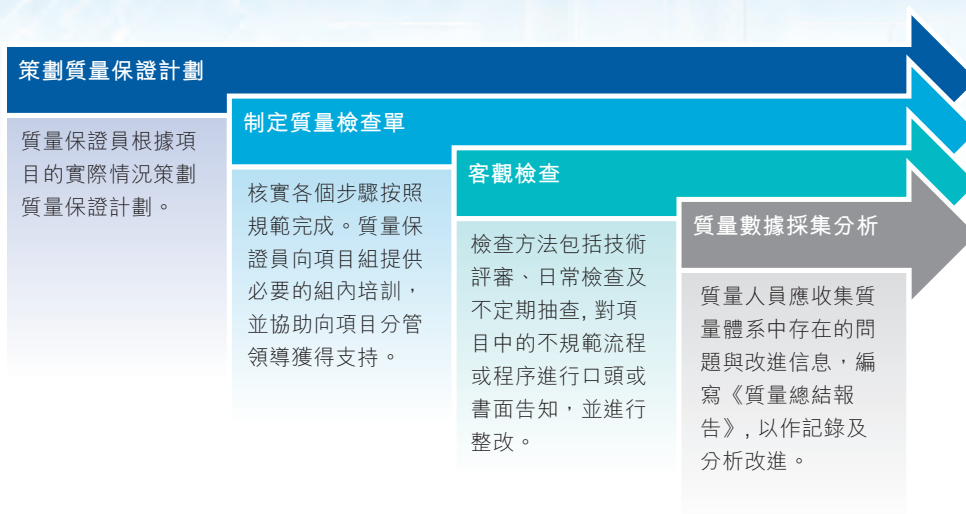 策劃質量保證計劃
質量保證員根據項
目的實際情況策劃
質量保證計劃。
制定質量檢查單
核實各個步驟按照
規範完成。質量保
證員向項目組提供
必要的組內培訓，
並協助向項目分管
領導獲得支持。
客觀檢查
檢查方法包括技術
評審、日常檢查及
不定期抽查, 對項
目中的不規範流程
或程序進行口頭或
書面告知，並進行
整改。
質量數據採集分析
質量人員應收集質
量體系中存在的問
題與改進信息，編
寫《質量總結報
告》, 以作記錄及
分析改進。